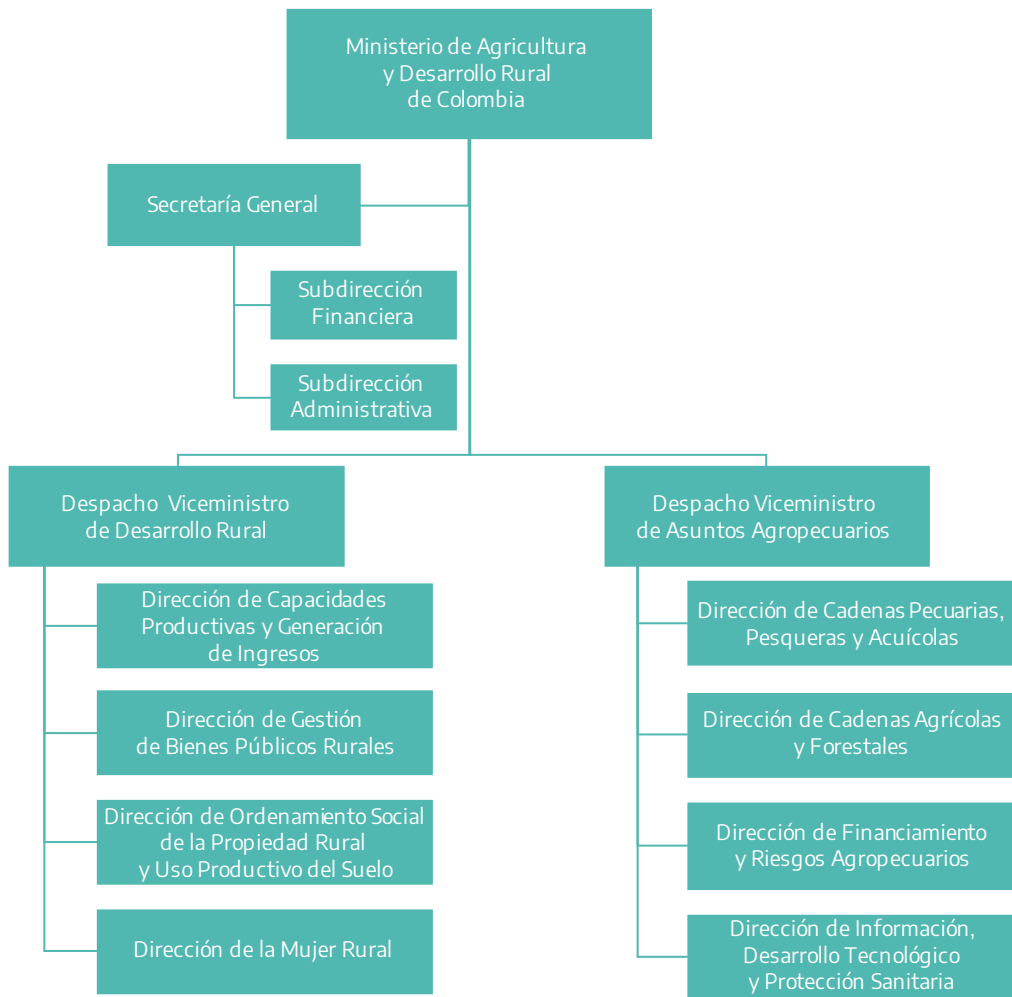 Ministerio de Agricultura
y Desarrollo Rural
de Colombia
Secretaría General
Subdirección
Financiera
Subdirección
Administrativa
Despacho Viceministro
de Desarrollo Rural
Dirección de Capacidades
Productivas y Generación
de Ingresos
Dirección de Gestión
de Bienes Públicos Rurales
Dirección de Ordenamiento Social
de la Propiedad Rural
y Uso Productivo del Suelo
Dirección de la Mujer Rural
Despacho Viceministro
de Asuntos Agropecuarios
Dirección de Cadenas Pecuarias,
Pesqueras y Acuícolas
Dirección de Cadenas Agrícolas
y Forestales
Dirección de Financiamiento
y Riesgos Agropecuarios
Dirección de Información,
Desarrollo Tecnológico
y Protección Sanitaria